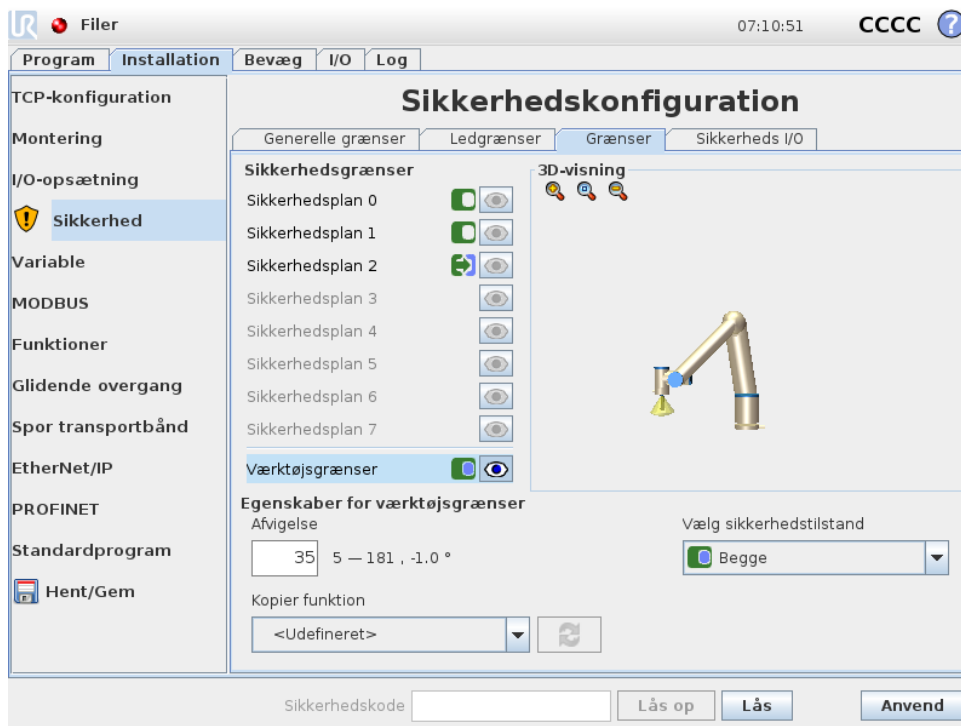 UR Filer 07:10:51 CCCC ?
Program Installation Bevæg I/O Log
TCP-konfiguration
Montering
I/O-opsætning
Sikkerhed
Variable
MODBUS
Funktioner
Glidende overgang
Spor transportbånd
EtherNet/IP
PROFINET
Standardprogram
Hent/Gem
Sikkerhedskonfiguration
Generelle grænser Ledgrænser Grænser Sikkerheds I/O
Sikkerhedsgrænser
Sikkerhedsplan 0
Sikkerhedsplan 1
Sikkerhedsplan 2
Sikkerhedsplan 3
Sikkerhedsplan 4
Sikkerhedsplan 5
Sikkerhedsplan 6
Sikkerhedsplan 7
Værktøjsgrænser
3D-visning
Egenskaber for værktøjsgrænser
Afvigelse
35 5 — 181 , -1.0 °
Vælg sikkerhedstilstand
Begge
Kopier funktion
<Udefineret>
Sikkerhedskode Lås op Lås Anvend